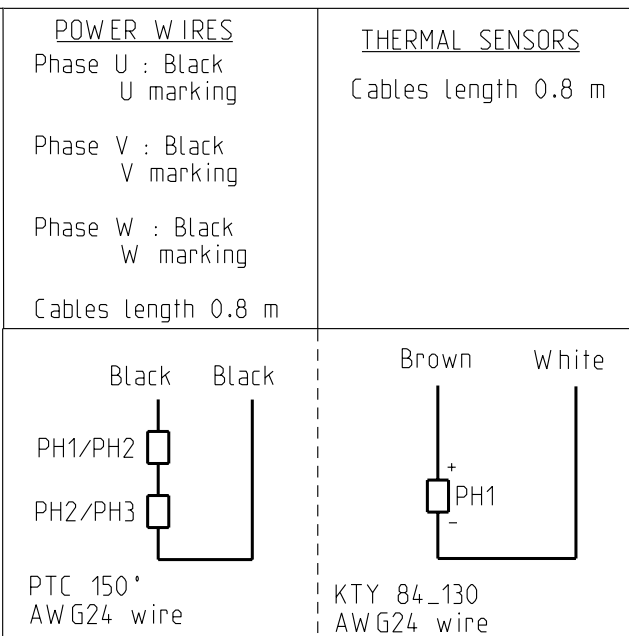 POWER WIRES
Phase U : Black
U marking
Phase V : Black
V marking
Phase W : Black
W marking
Cables length 0.8 m
THERMAL SENSORS
Cables length 0.8 m
Black Black
PH1/PH2
PH2/PH3
PTC 150°
AWG24 wire
Brown White
+
PH1
-
KTY 84_130
AWG24 wire